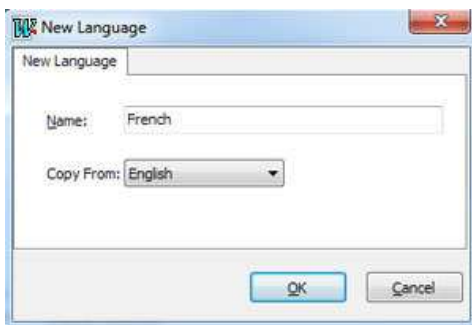 New Language
New Language
Name: French
Copy From: English
OK Cancel